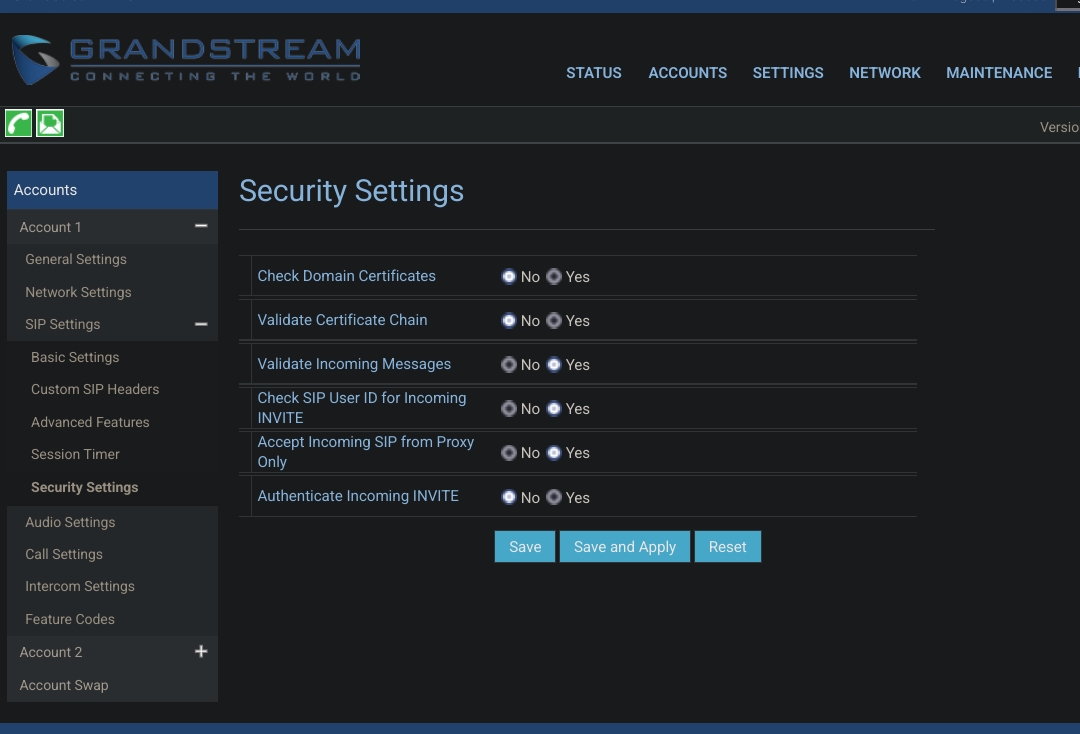 GRANDSTREAM
CONNECTING THE WORLD
STATUS ACCOUNTS SETTINGS NETWORK MAINTENANCE
Versio
Accounts
Account 1
General Settings
Network Settings
SIP Settings
Basic Settings
Custom SIP Headers
Advanced Features
Session Timer
Security Settings
Audio Settings
Call Settings
Intercom Settings
Feature Codes
Account 2
Account Swap
Security Settings
Check Domain Certificates No Yes
Validate Certificate Chain No Yes
Validate Incoming Messages No Yes
Check SIP User ID for Incoming
INVITE No Yes
Accept Incoming SIP from Proxy
Only No Yes
Authenticate Incoming INVITE No Yes
Save Save and Apply Reset